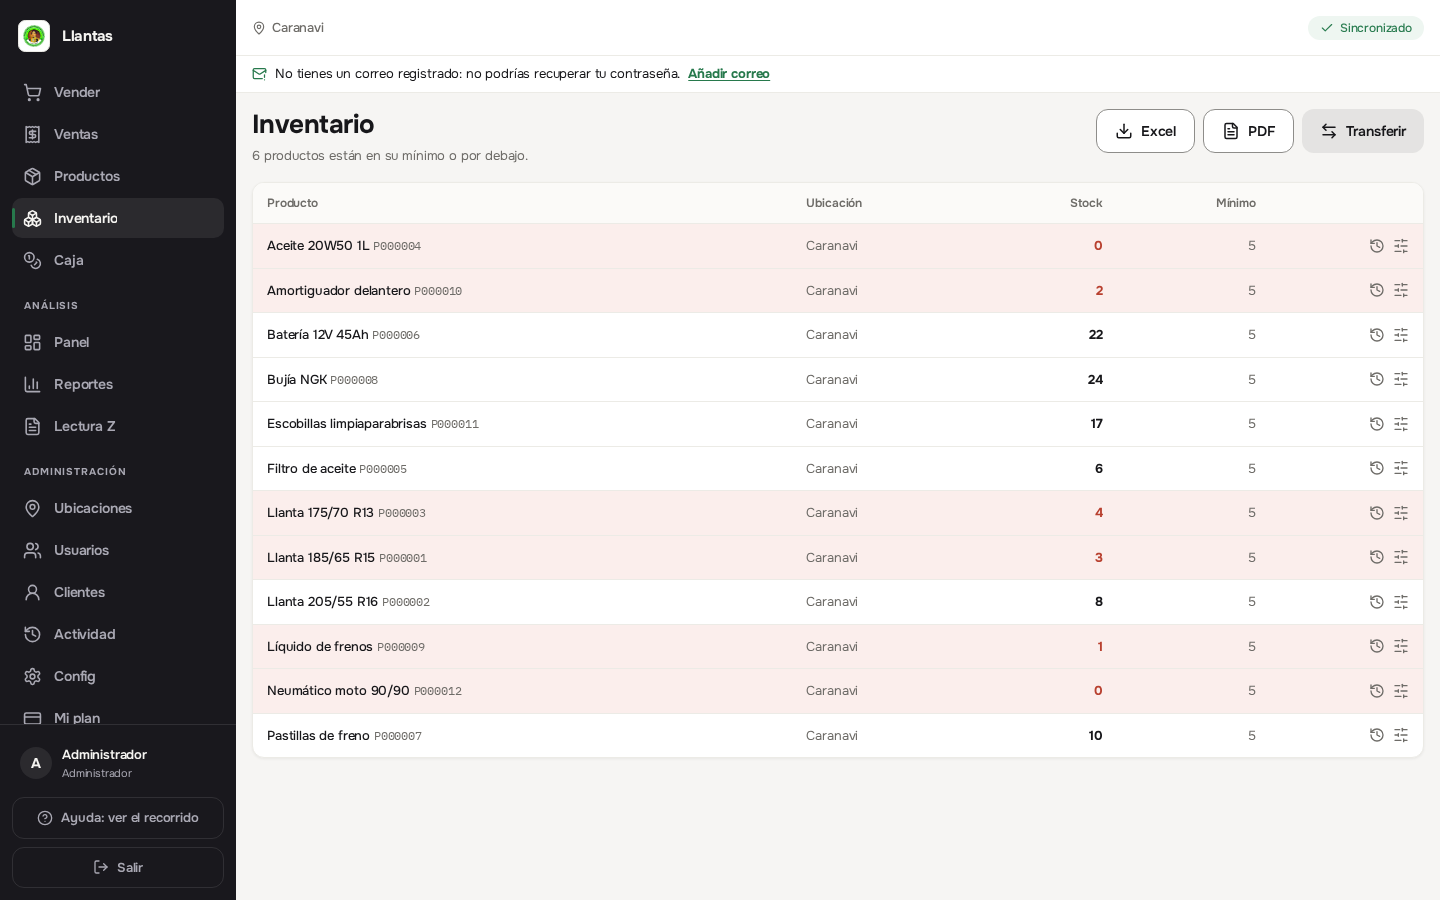 Llantas
Vender
Ventas
Productos
Inventario
Caja
ANÁLISIS
Panel
Reportes
Lectura Z
ADMINISTRACIÓN
Ubicaciones
Usuarios
Clientes
Actividad
Config
Mi plan
A
Administrador
Administrador
Ayuda: ver el recorrido
Salir
Caranavi
Sincronizado
No tienes un correo registrado: no podrías recuperar tu contraseña. Añadir correo
Inventario
6 productos están en su mínimo o por debajo.
Excel
PDF
Transferir
Producto Ubicación Stock Mínimo
Aceite 20W50 1L P000004 Caranavi 0 5
Amortiguador delantero P000010 Caranavi 2 5
Batería 12V 45Ah P000006 Caranavi 22 5
Bujía NGK P000008 Caranavi 24 5
Escobillas limpiaparabrisas P000011 Caranavi 17 5
Filtro de aceite P000005 Caranavi 6 5
Llanta 175/70 R13 P000003 Caranavi 4 5
Llanta 185/65 R15 P000001 Caranavi 3 5
Llanta 205/55 R16 P000002 Caranavi 8 5
Líquido de frenos P000009 Caranavi 1 5
Neumático moto 90/90 P000012 Caranavi 0 5
Pastillas de freno P000007 Caranavi 10 5